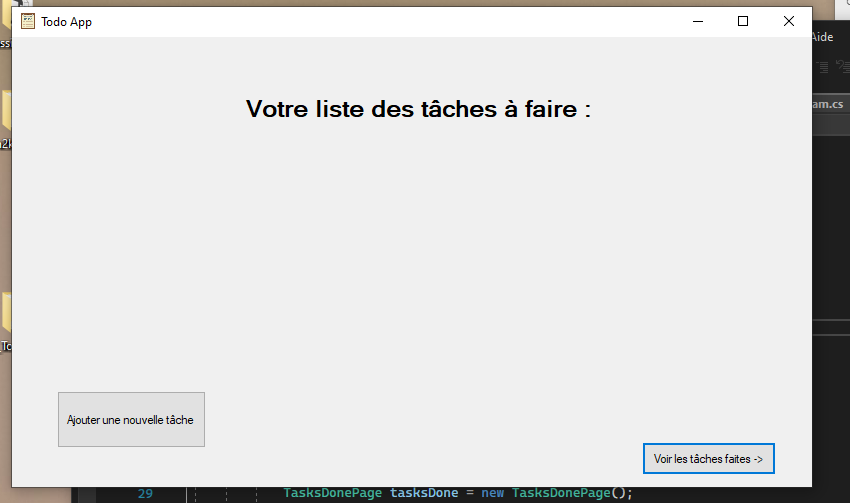 Todo App
Aide
am.cs
Votre liste des tâches à faire :
Ajouter une nouvelle tâche
Voir les tâches faites ->
29 TasksDonePage tasksDone = new TasksDonePage();